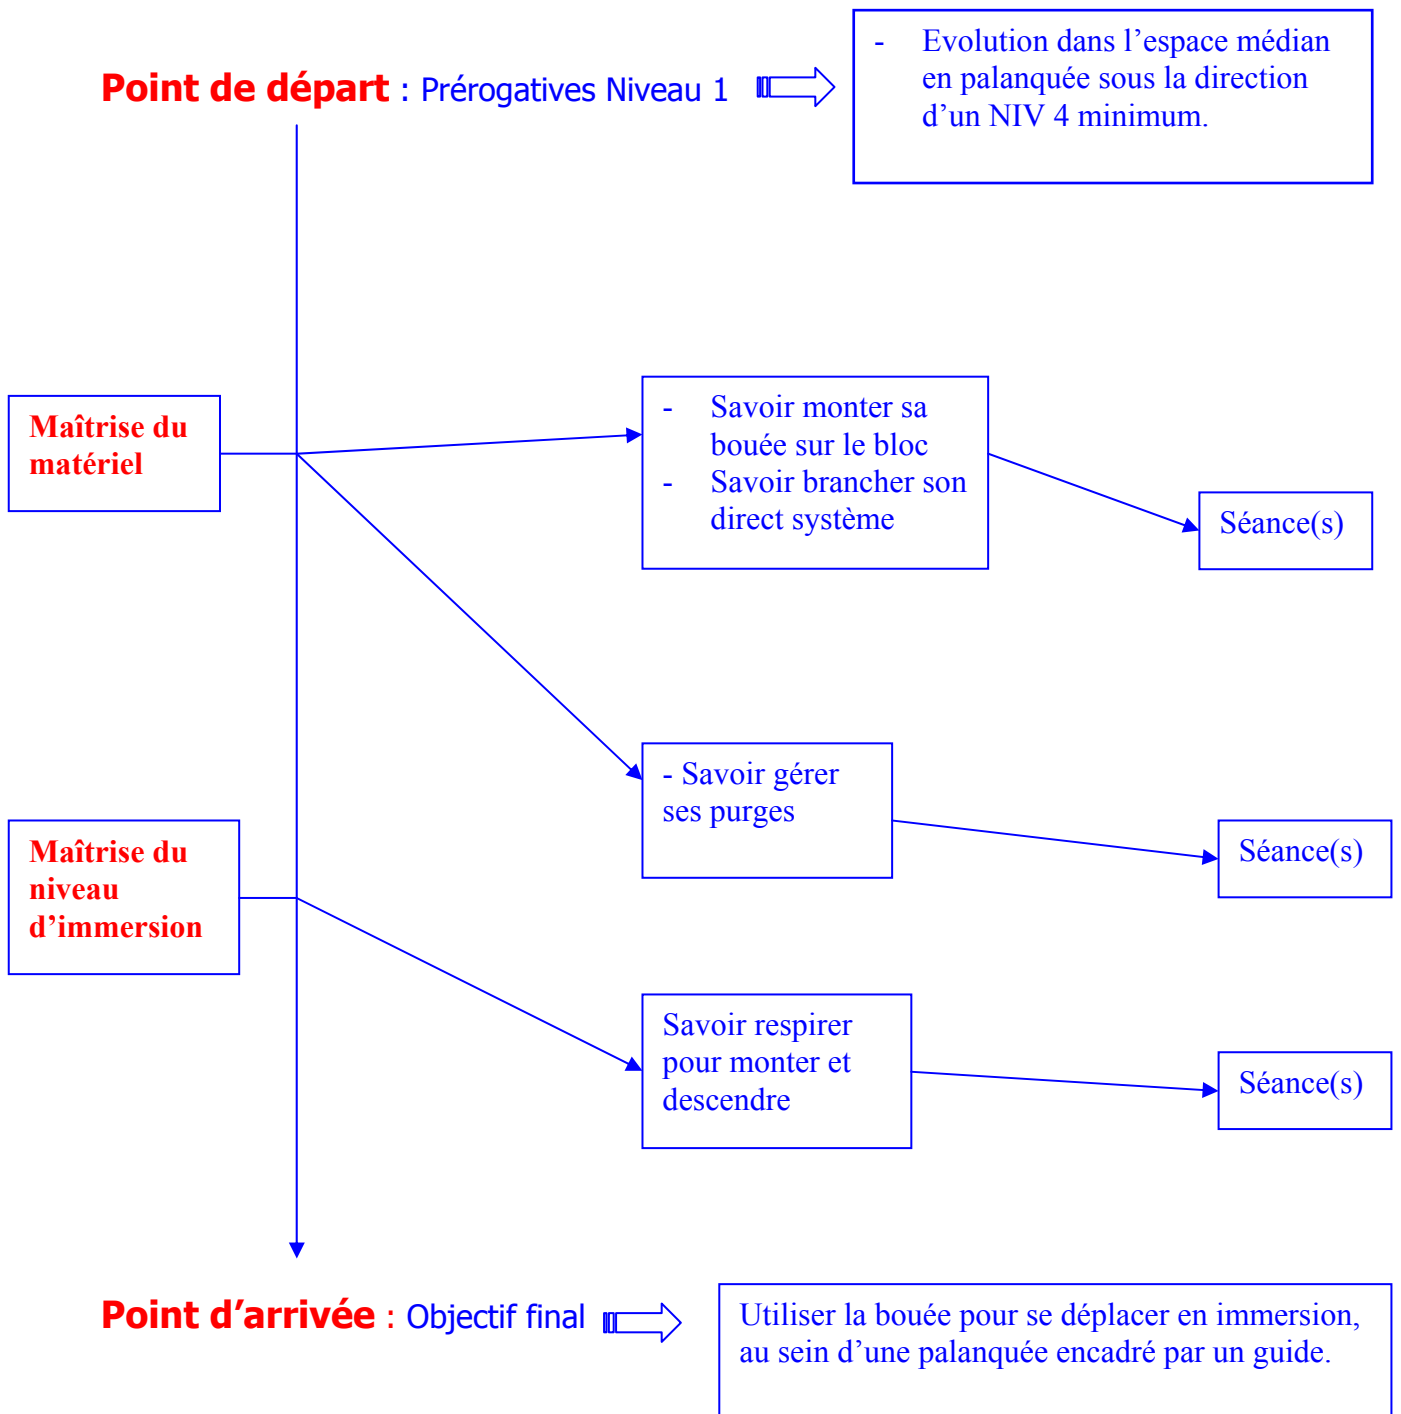 Point de départ : Prérogatives Niveau 1
- Evolution dans l’espace médian
en palanquée sous la direction
d’un NIV 4 minimum.
Maîtrise du
matériel
- Savoir monter sa
bouée sur le bloc
- Savoir brancher son
direct système
Séance(s)
- Savoir gérer
ses purges
Séance(s)
Maîtrise du
niveau
d’immersion
Savoir respirer
pour monter et
descendre
Séance(s)
Point d’arrivée : Objectif final
Utiliser la bouée pour se déplacer en immersion,
au sein d’une palanquée encadré par un guide.